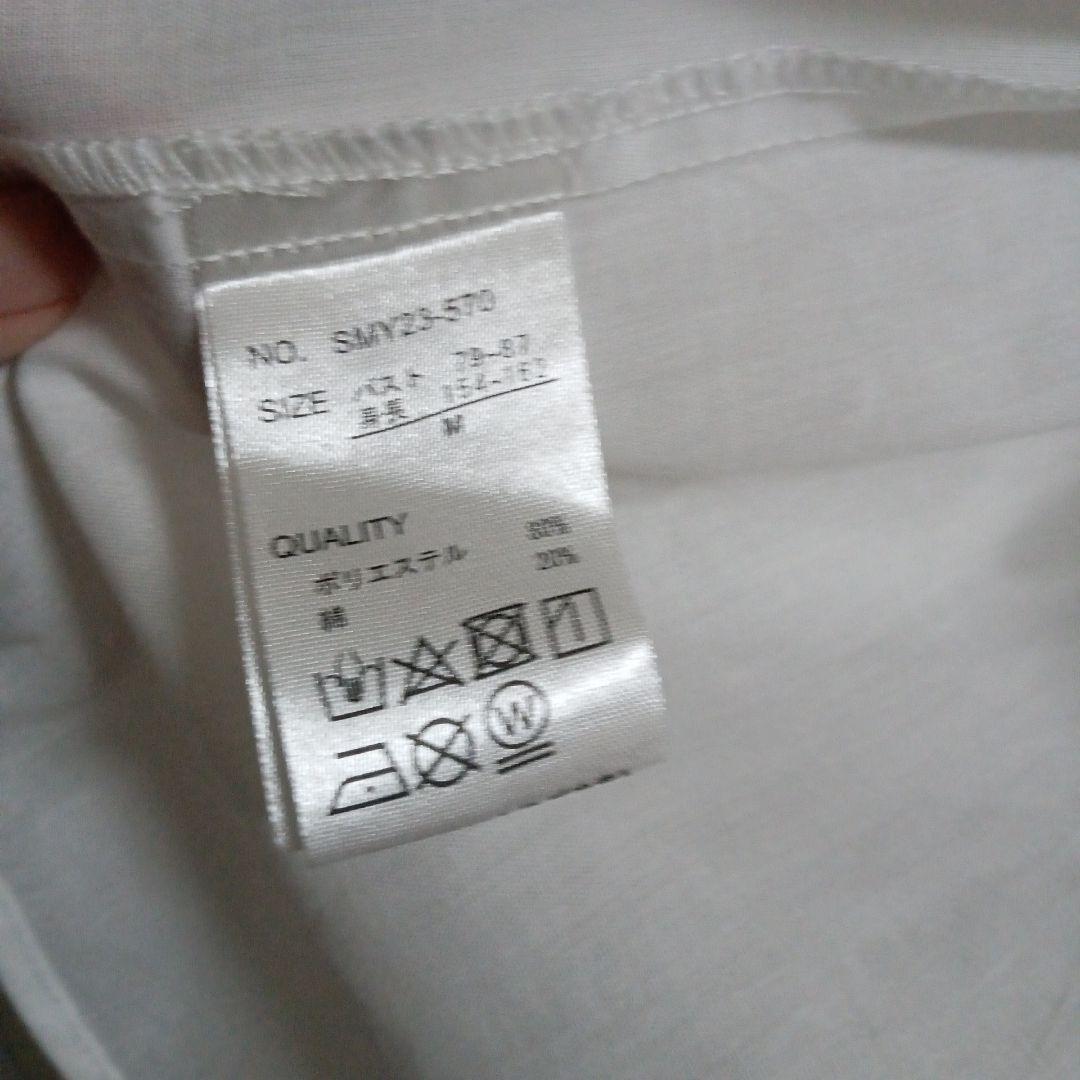 NO. SMY23-570
SIZE バスト 79-87
身長 154-162
M
QUALITY
ポリエステル 80%
綿 20%
W